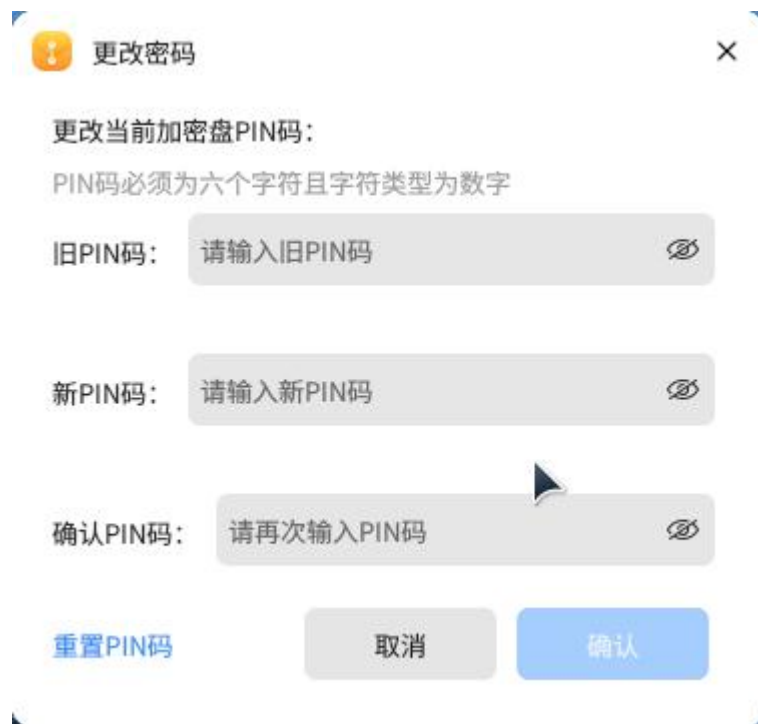 更改密码
更改当前加密盘PIN码：
PIN码必须为六个字符且字符类型为数字
旧PIN码： 请输入旧PIN码
新PIN码： 请输入新PIN码
确认PIN码： 请再次输入PIN码
重置PIN码 取消 确认